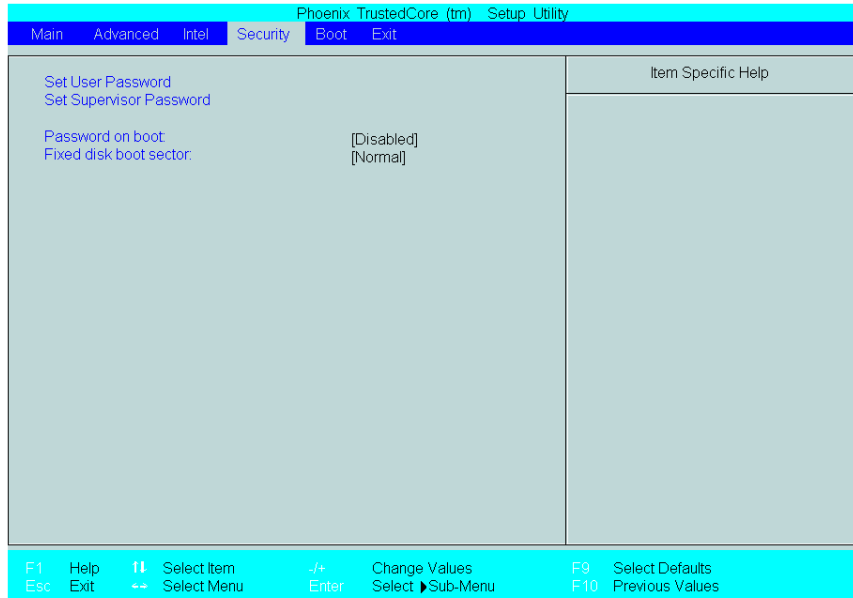 Phoenix TrustedCore (tm) Setup Utility
Main Advanced Intel Security Boot Exit
Item Specific Help
Set User Password
Set Supervisor Password
Password on boot: [Disabled]
Fixed disk boot sector: [Normal]
F1 Help ↑↓ Select Item -/+ Change Values F9 Select Defaults
Esc Exit ↔ Select Menu Enter Select ▶Sub-Menu F10 Previous Values